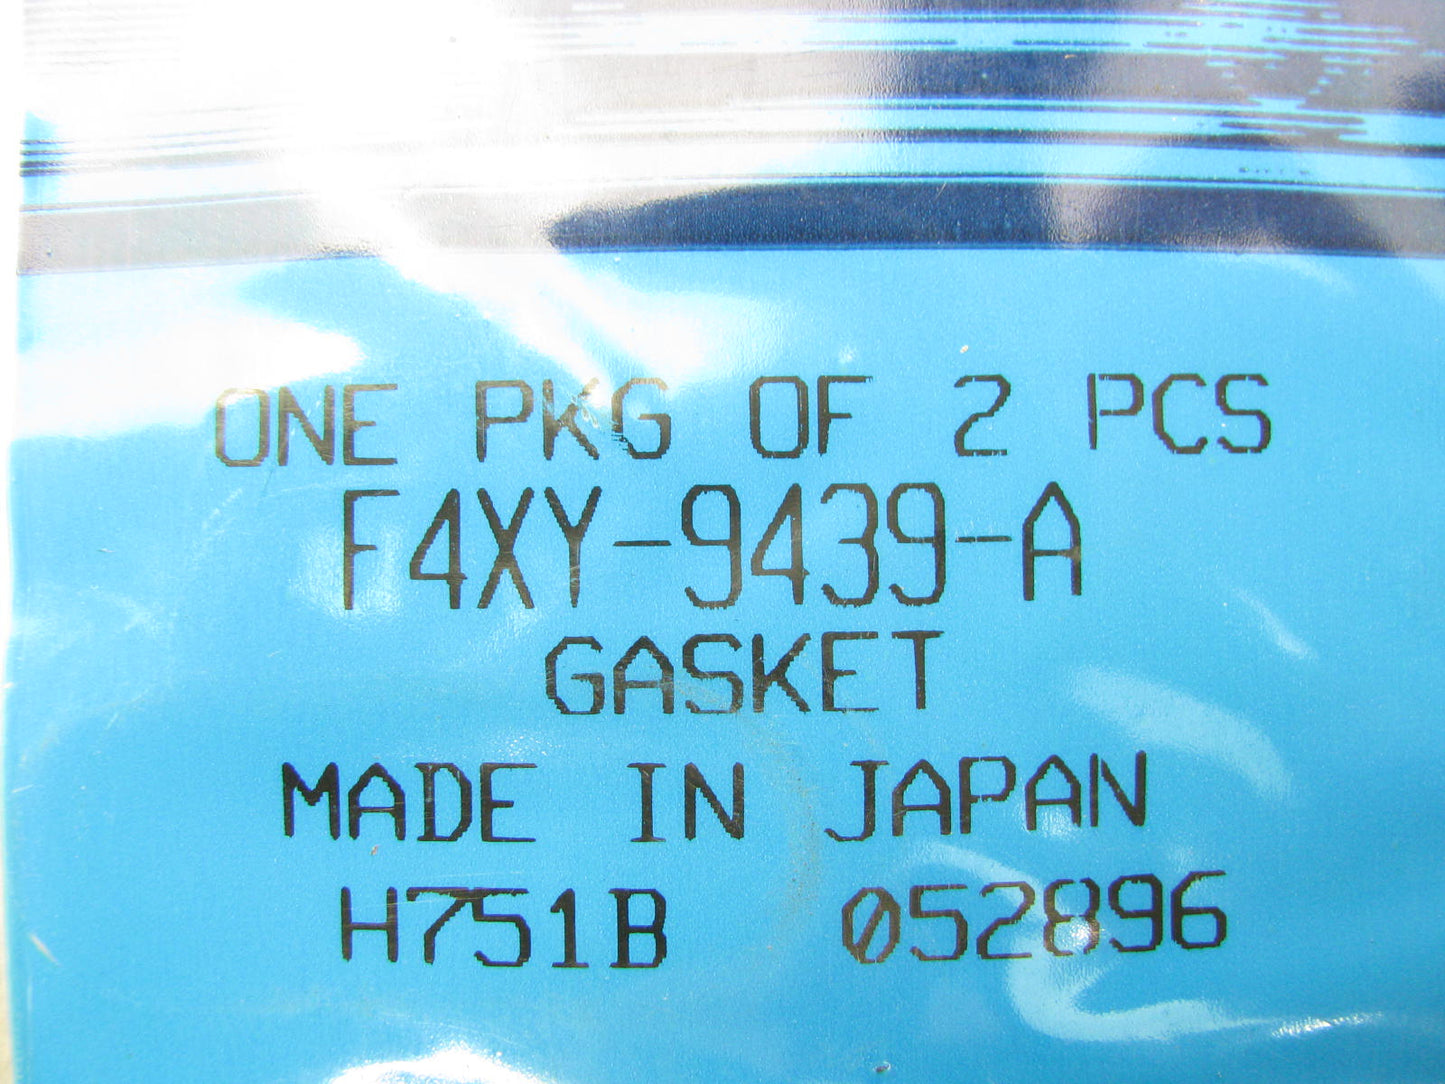 ONE PKG OF 2 PCS
F4XY-9439-A
GASKET
MADE IN JAPAN
H751B 052896